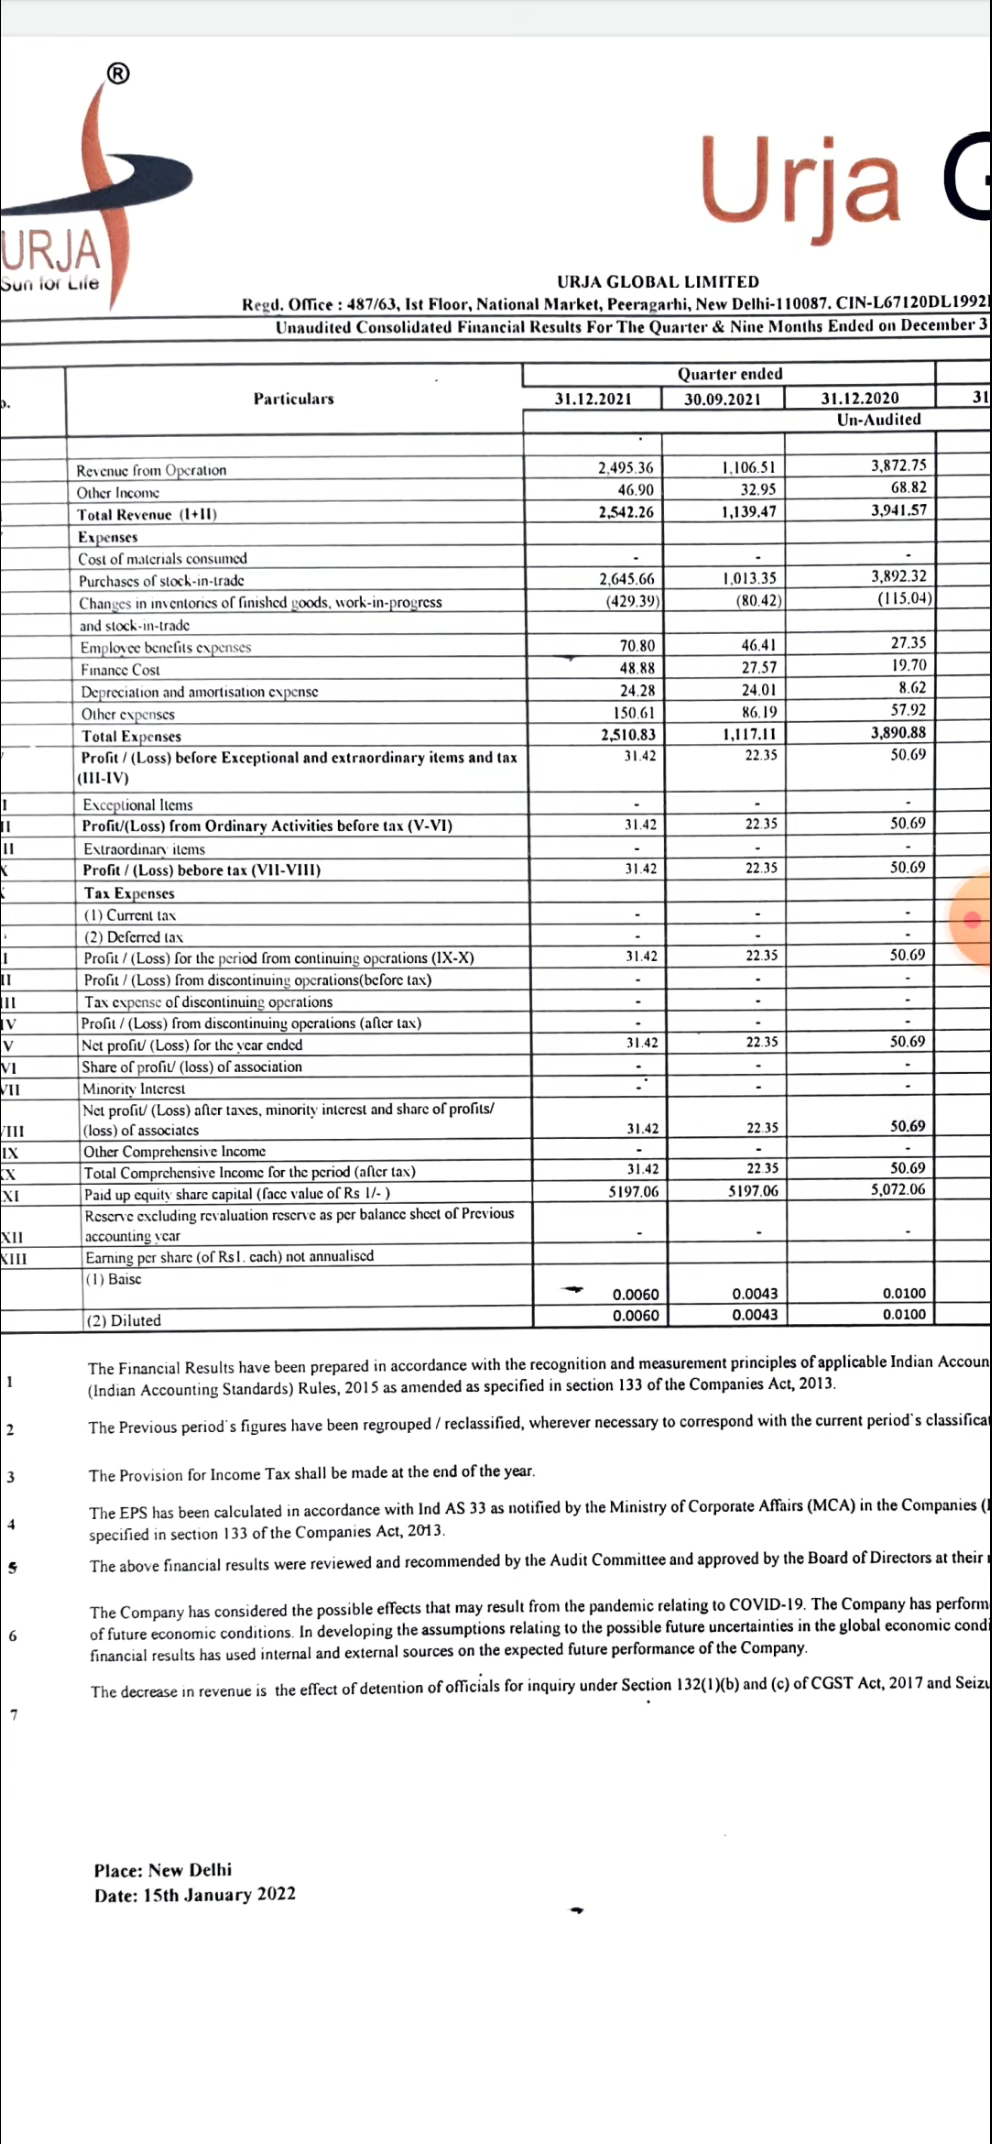 ®
Urja G
URJA
Sun for Life
URJA GLOBAL LIMITED
Regd. Office : 487/63, Ist Floor, National Market, Peeragarhi, New Delhi-110087. CIN-L67120DL1992
Unaudited Consolidated Financial Results For The Quarter & Nine Months Ended on December 3
Quarter ended
o. Particulars 31.12.2021 30.09.2021 31.12.2020 31
Un-Audited
Revenue from Operation 2,495.36 1,106.51 3,872.75
Other Income 46.90 32.95 68.82
Total Revenue (I+II) 2,542.26 1,139.47 3,941.57
Expenses
Cost of materials consumed - - -
Purchases of stock-in-trade 2,645.66 1,013.35 3,892.32
Changes in inventories of finished goods, work-in-progress (429.39) (80.42) (115.04)
and stock-in-trade
Employee benefits expenses 70.80 46.41 27.35
Finance Cost 48.88 27.57 19.70
Depreciation and amortisation expense 24.28 24.01 8.62
Other expenses 150.61 86.19 57.92
Total Expenses 2,510.83 1,117.11 3,890.88
Profit / (Loss) before Exceptional and extraordinary items and tax 31.42 22.35 50.69
(III-IV)
I Exceptional Items - - -
II Profit/(Loss) from Ordinary Activities before tax (V-VI) 31.42 22.35 50.69
II Extraordinary items - - -
X Profit / (Loss) bebore tax (VII-VIII) 31.42 22.35 50.69
Tax Expenses
(1) Current tax - - -
(2) Deferred tax - - -
I Profit / (Loss) for the period from continuing operations (IX-X) 31.42 22.35 50.69
II Profit / (Loss) from discontinuing operations(before tax) - - -
III Tax expense of discontinuing operations - - -
IV Profit / (Loss) from discontinuing operations (after tax) - - -
V Net profit/ (Loss) for the year ended 31.42 22.35 50.69
VI Share of profit/ (loss) of association - - -
VII Minority Interest - - -
Net profit/ (Loss) after taxes, minority interest and share of profits/
VIII (loss) of associates 31.42 22.35 50.69
IX Other Comprehensive Income - - -
XX Total Comprehensive Income for the period (after tax) 31.42 22.35 50.69
XI Paid up equity share capital (face value of Rs 1/- ) 5197.06 5197.06 5,072.06
Reserve excluding revaluation reserve as per balance sheet of Previous
XII accounting year - - -
XIII Earning per share (of Rs1. each) not annualised
(1) Baisc 0.0060 0.0043 0.0100
(2) Diluted 0.0060 0.0043 0.0100
1 The Financial Results have been prepared in accordance with the recognition and measurement principles of applicable Indian Accoun
(Indian Accounting Standards) Rules, 2015 as amended as specified in section 133 of the Companies Act, 2013.
2 The Previous period's figures have been regrouped / reclassified, wherever necessary to correspond with the current period's classifica
3 The Provision for Income Tax shall be made at the end of the year.
4 The EPS has been calculated in accordance with Ind AS 33 as notified by the Ministry of Corporate Affairs (MCA) in the Companies (I
specified in section 133 of the Companies Act, 2013.
5 The above financial results were reviewed and recommended by the Audit Committee and approved by the Board of Directors at their
6 The Company has considered the possible effects that may result from the pandemic relating to COVID-19. The Company has perform
of future economic conditions. In developing the assumptions relating to the possible future uncertainties in the global economic condi
financial results has used internal and external sources on the expected future performance of the Company.
7 The decrease in revenue is the effect of detention of officials for inquiry under Section 132(1)(b) and (c) of CGST Act, 2017 and Seizu
Place: New Delhi
Date: 15th January 2022